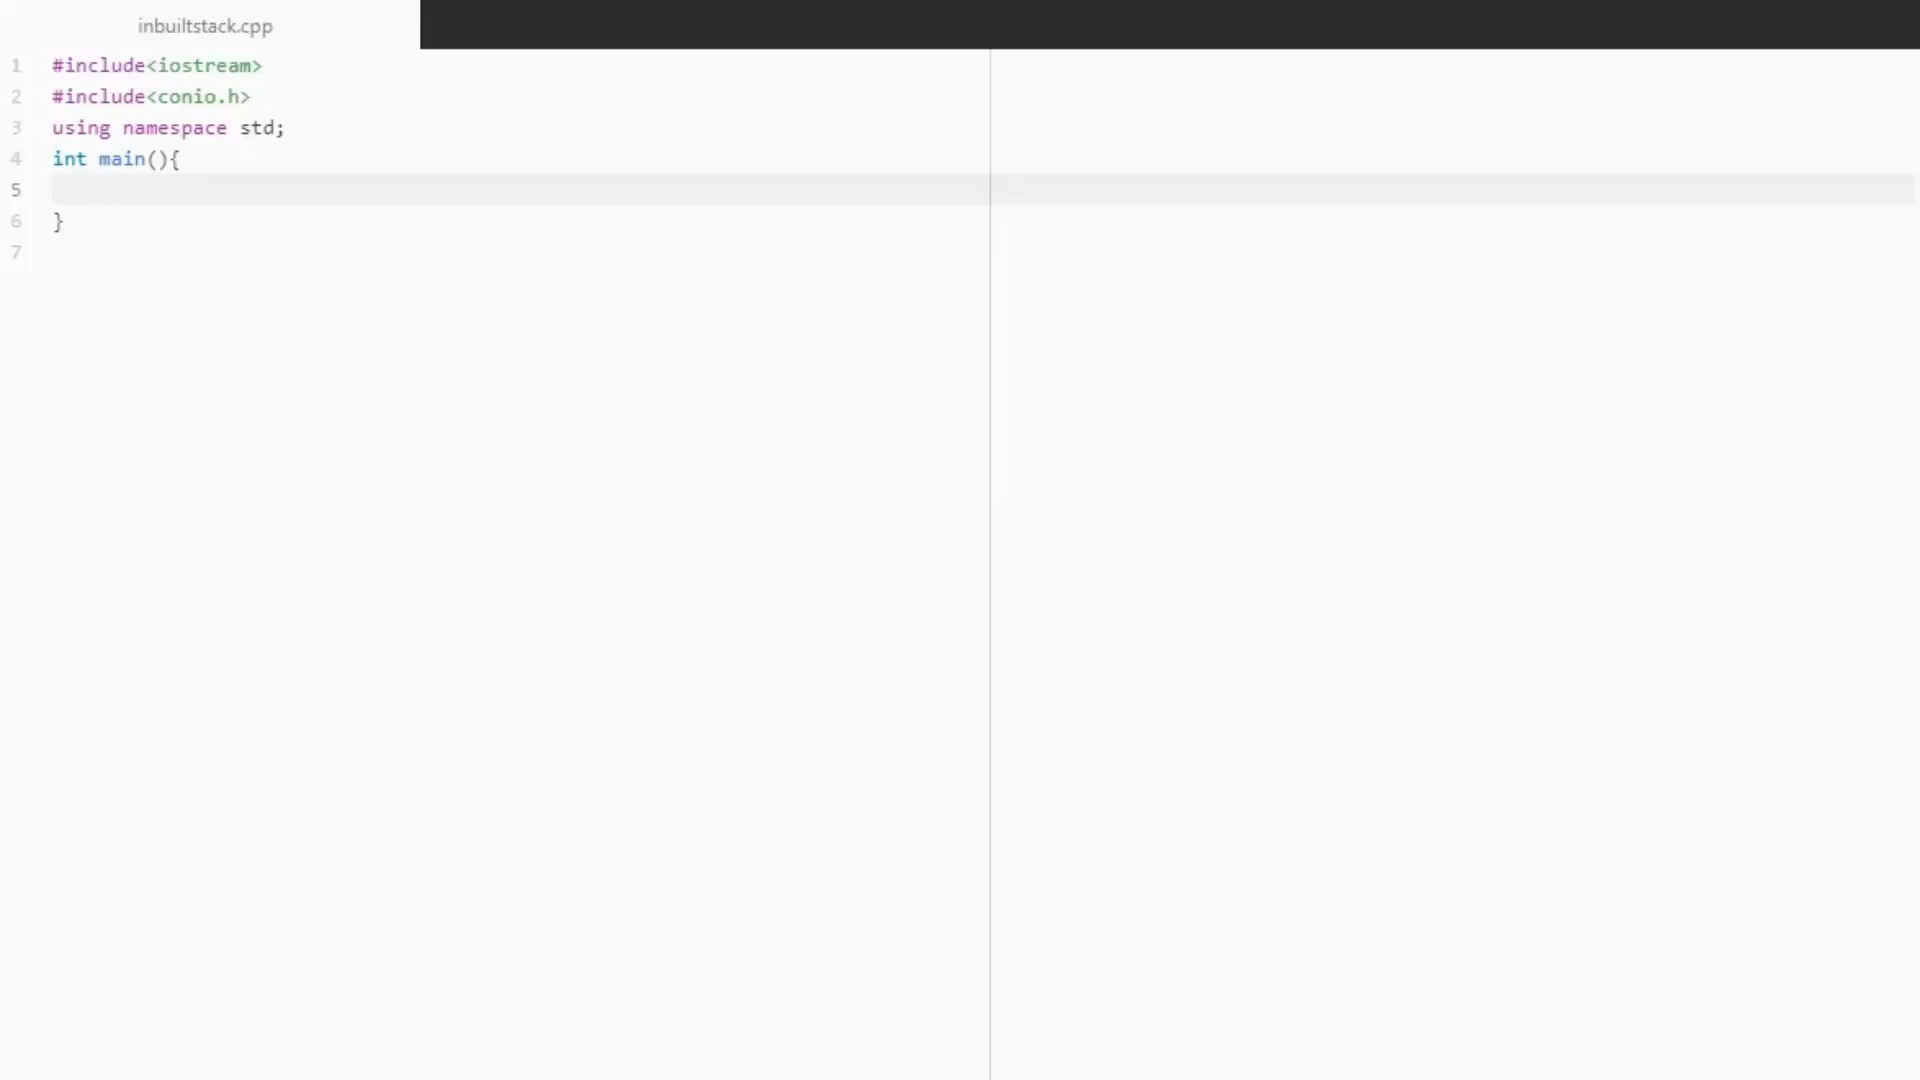 inbuiltstack.cpp
1 #include<iostream>
2 #include<conio.h>
3 using namespace std;
4 int main(){
5
6 }
7